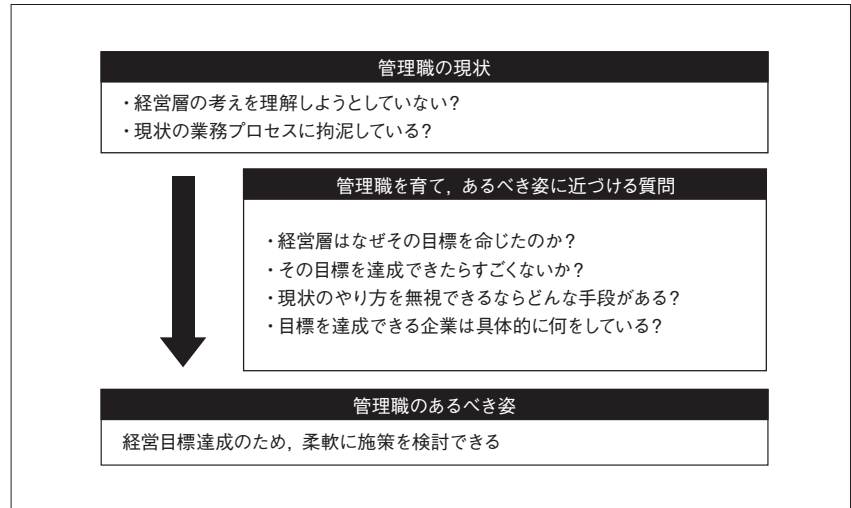 管理職の現状
・経営層の考えを理解しようとしていない?
・現状の業務プロセスに拘泥している?
管理職を育て，あるべき姿に近づける質問
・経営層はなぜその目標を命じたのか?
・その目標を達成できたらすごくないか?
・現状のやり方を無視できるならどんな手段がある?
・目標を達成できる企業は具体的に何をしている?
管理職のあるべき姿
経営目標達成のため，柔軟に施策を検討できる